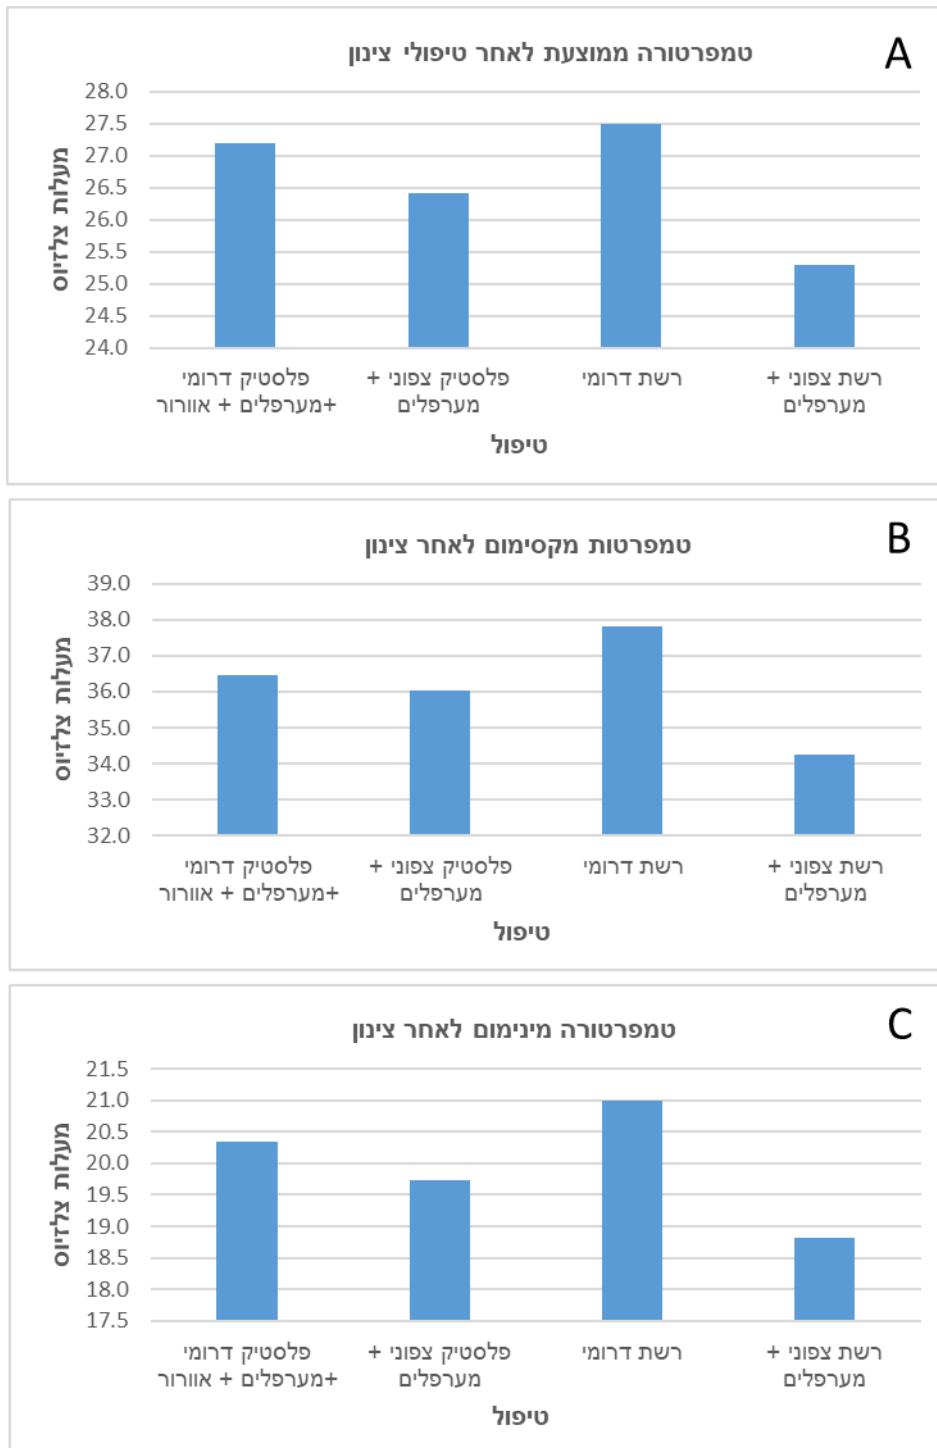 A
טמפרטורה ממוצעת לאחר טיפולי צינון
מעלות צלזיוס
28.0
27.5
27.0
26.5
26.0
25.5
25.0
24.5
24.0
פלסטיק דרומי
+מערפלים + אוורור
פלסטיק צפוני +
מערפלים
רשת דרומי
רשת צפוני +
מערפלים
טיפול
B
טמפרטות מקסימום לאחר צינון
מעלות צלזיוס
39.0
38.0
37.0
36.0
35.0
34.0
33.0
32.0
פלסטיק דרומי
+מערפלים + אוורור
פלסטיק צפוני +
מערפלים
רשת דרומי
רשת צפוני +
מערפלים
טיפול
C
טמפרטורה מינימום לאחר צינון
מעלות צלזיוס
21.5
21.0
20.5
20.0
19.5
19.0
18.5
18.0
17.5
פלסטיק דרומי
+מערפלים + אוורור
פלסטיק צפוני +
מערפלים
רשת דרומי
רשת צפוני +
מערפלים
טיפול